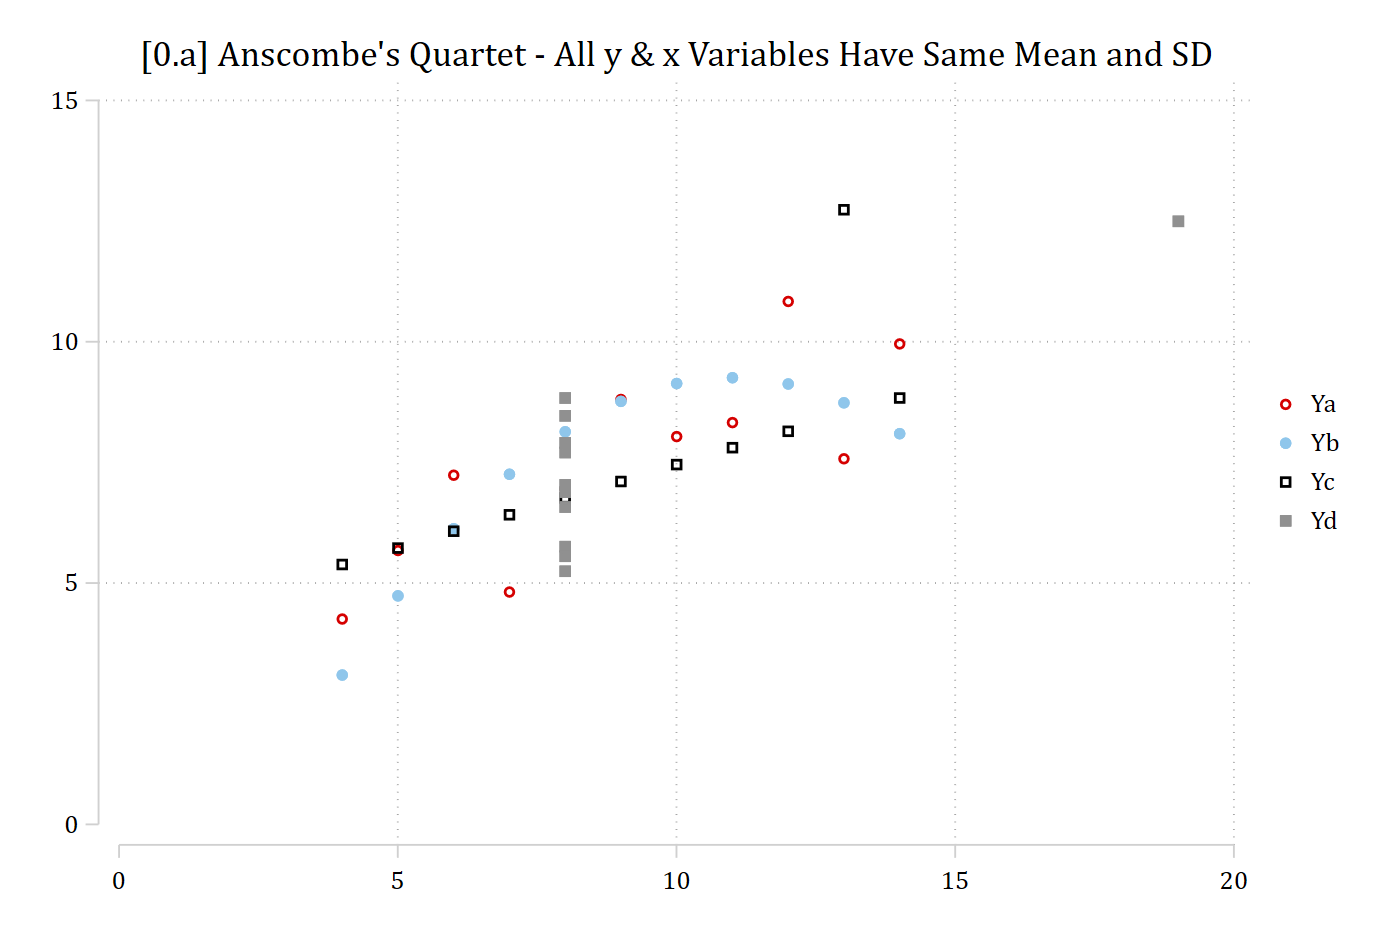 [0.a] Anscombe's Quartet - All y & x Variables Have Same Mean and SD
15
10
5
0
0 5 10 15 20
Ya
Yb
Yc
Yd